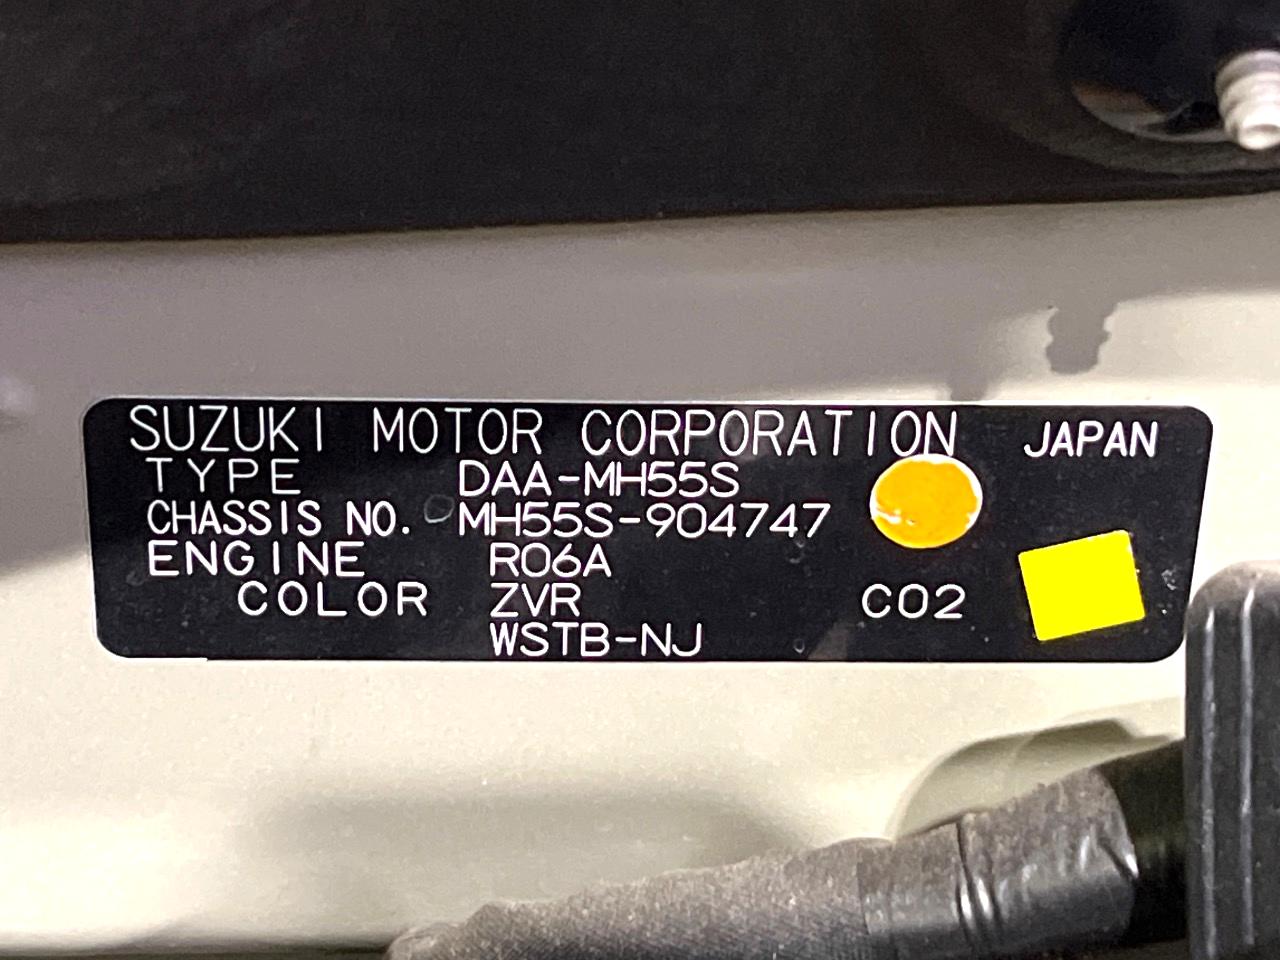 SUZUKI MOTOR CORPORATION JAPAN
TYPE DAA-MH55S
CHASSIS NO. MH55S-904747
ENGINE R06A
COLOR ZVR C02
WSTB-NJ